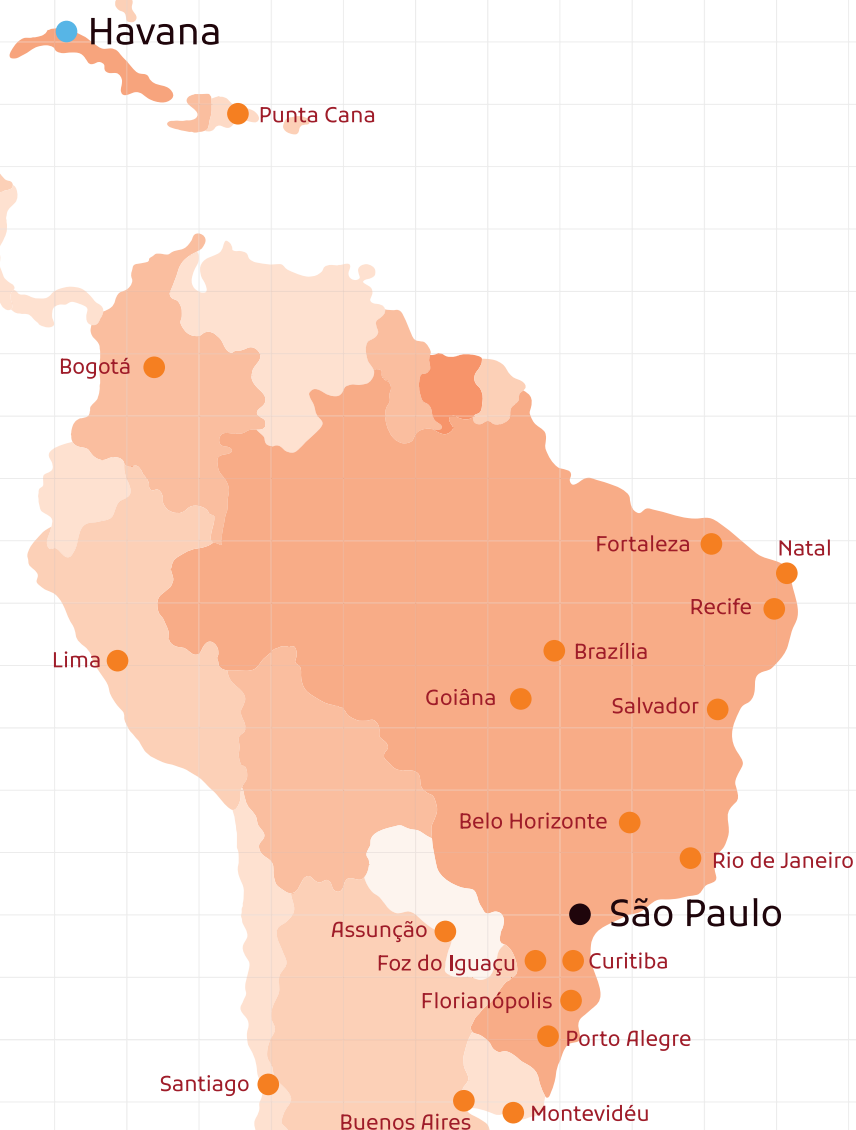 Havana
Punta Cana
Bogotá
Fortaleza
Natal
Recife
Brazília
Lima
Goiâna
Salvador
Belo Horizonte
Rio de Janeiro
São Paulo
Assunção
Foz do Iguaçu
Curitiba
Florianópolis
Porto Alegre
Santiago
Buenos Aires
Montevidéu